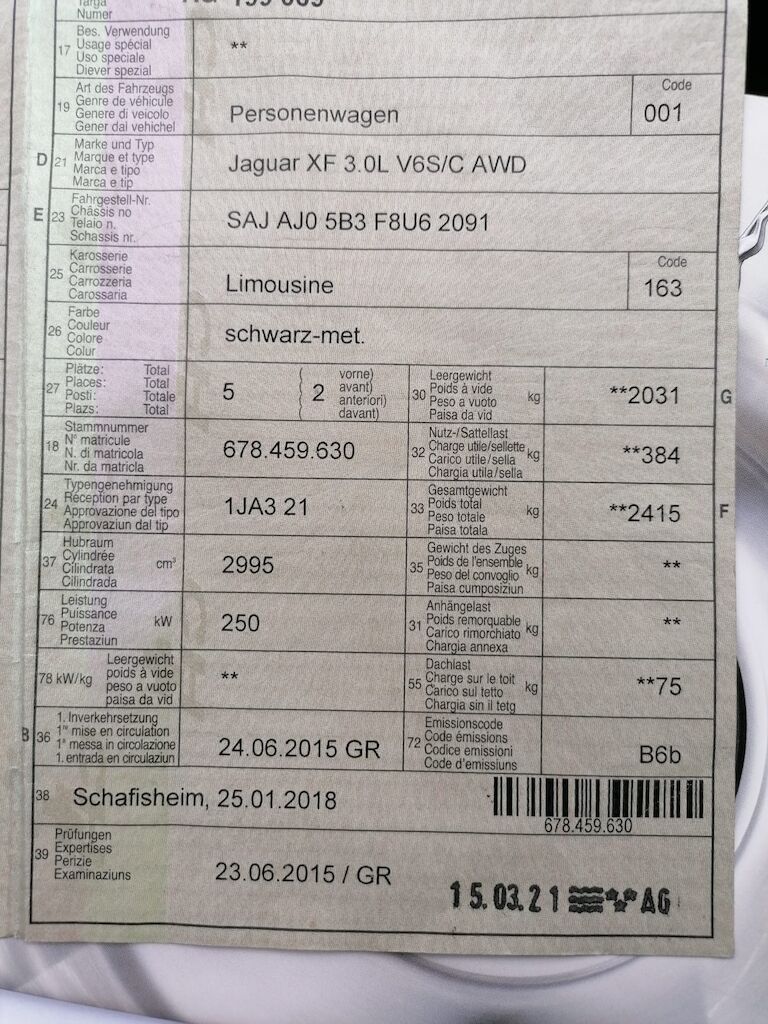 Targa
Numer
17 Bes. Verwendung
Usage spécial
Uso speciale
Diever spezial
**
19 Art des Fahrzeugs
Genre de véhicule
Genere di veicolo
Gener dal vehichel
Personenwagen
Code
001
D 21 Marke und Typ
Marque et type
Marca e tipo
Marca e tip
Jaguar XF 3.0L V6S/C AWD
E 23 Fahrgestell-Nr.
Châssis no
Telaio n.
Schassis nr.
SAJ AJ0 5B3 F8U6 2091
25 Karosserie
Carrosserie
Carrozzeria
Carossaria
Limousine
Code
163
26 Farbe
Couleur
Colore
Colur
schwarz-met.
27 Plätze: Total
Places: Total
Posti: Totale
Plazs: Total
5
( 2 vorne)
avant)
anteriori)
( davant)
30 Leergewicht
Poids à vide
Peso a vuoto
Paisa da vid
kg
**2031 G
18 Stammnummer
N° matricule
N. di matricola
Nr. da matricla
678.459.630
32 Nutz-/Sattellast
Charge utile/sellette
Carico utile/sella
Chargia utila/sella
kg
**384
24 Typengenehmigung
Réception par type
Approvazione del tipo
Approvaziun dal tip
1JA3 21
33 Gesamtgewicht
Poids total
Peso totale
Paisa totala
kg
**2415 F
37 Hubraum
Cylindrée
Cilindrata
Cilindrada
cm³
2995
35 Gewicht des Zuges
Poids de l'ensemble
Peso del convoglio
Paisa cumposiziun
kg
**
76 Leistung
Puissance
Potenza
Prestaziun
kW
250
31 Anhängelast
Poids remorquable
Carico rimorchiato
Chargia annexa
kg
**
78 kW/kg Leergewicht
poids à vide
peso a vuoto
paisa da vid
**
55 Dachlast
Charge sur le toit
Carico sul tetto
Chargia sin il tetg
kg
**75
B 36 1. Inverkehrsetzung
1re mise en circulation
1a messa in circolazione
1. entrada en circulaziun
24.06.2015 GR
72 Emissionscode
Code émissions
Codice emissioni
Code d'emissiuns
B6b
38 Schafisheim, 25.01.2018
678.459.630
39 Prüfungen
Expertises
Perizie
Examinaziuns
23.06.2015 / GR
15.03.21 AG